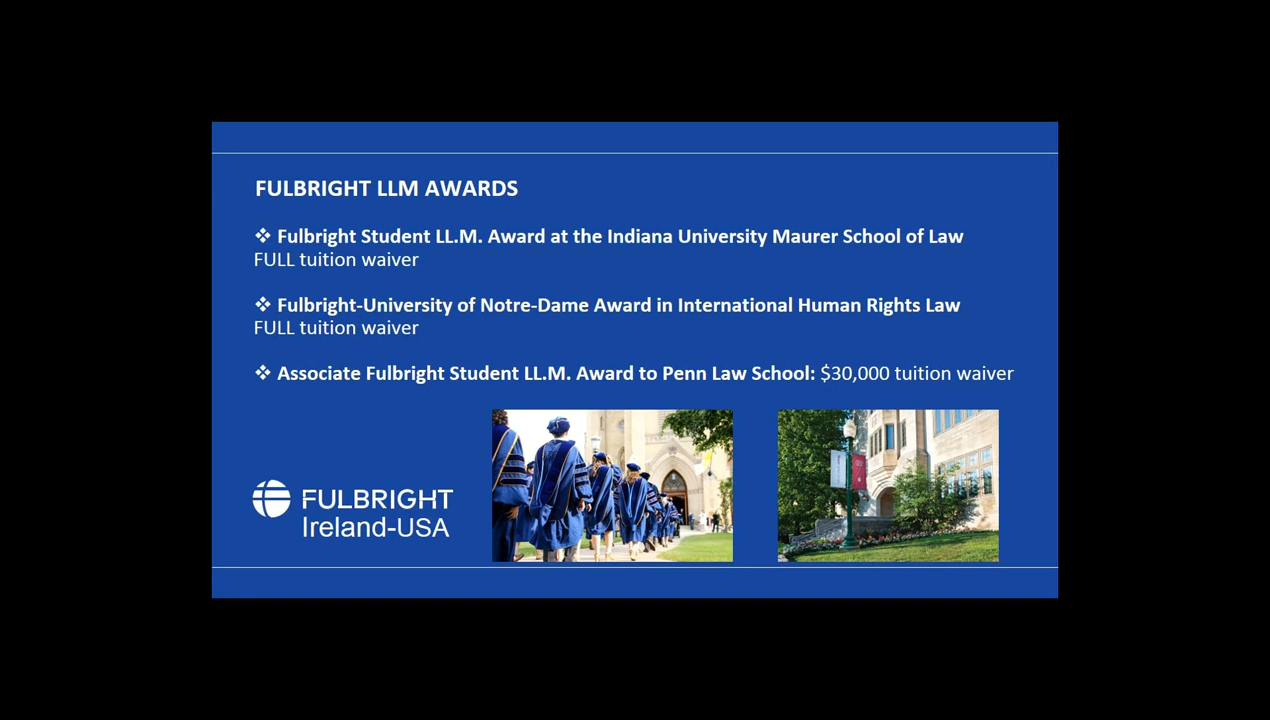 FULBRIGHT LLM AWARDS
❖ Fulbright Student LL.M. Award at the Indiana University Maurer School of Law
FULL tuition waiver
❖ Fulbright-University of Notre-Dame Award in International Human Rights Law
FULL tuition waiver
❖ Associate Fulbright Student LL.M. Award to Penn Law School: $30,000 tuition waiver
FULBRIGHT
Ireland-USA